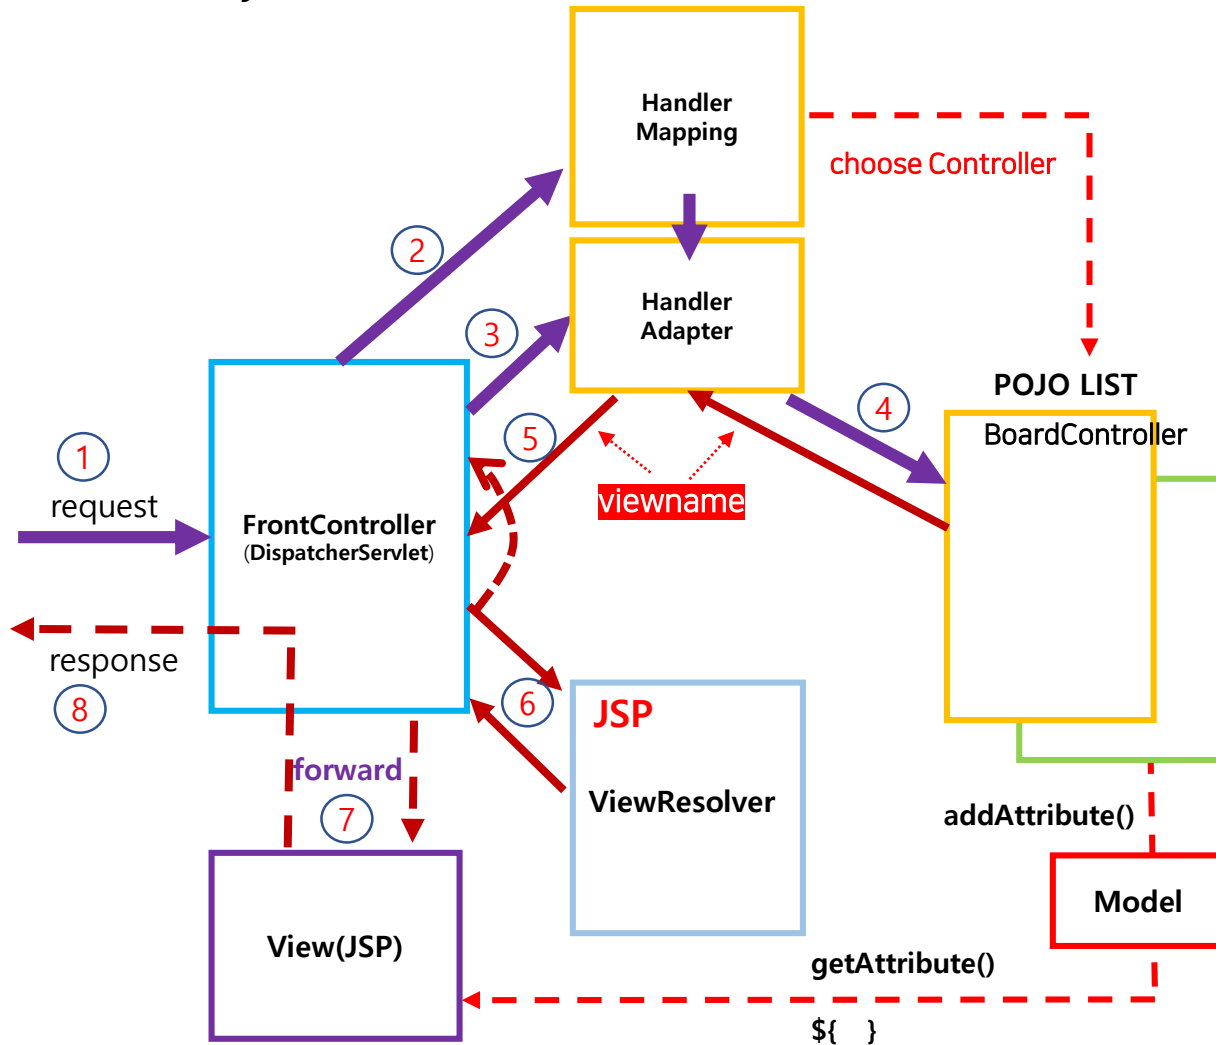 Handler
Mapping
choose Controller
2
Handler
Adapter
3
POJO LIST
4
BoardController
5
1
request
viewname
FrontController
(DispatcherServlet)
response
8
6
JSP
forward
7
ViewResolver
addAttribute()
Model
View(JSP)
getAttribute()
${ }